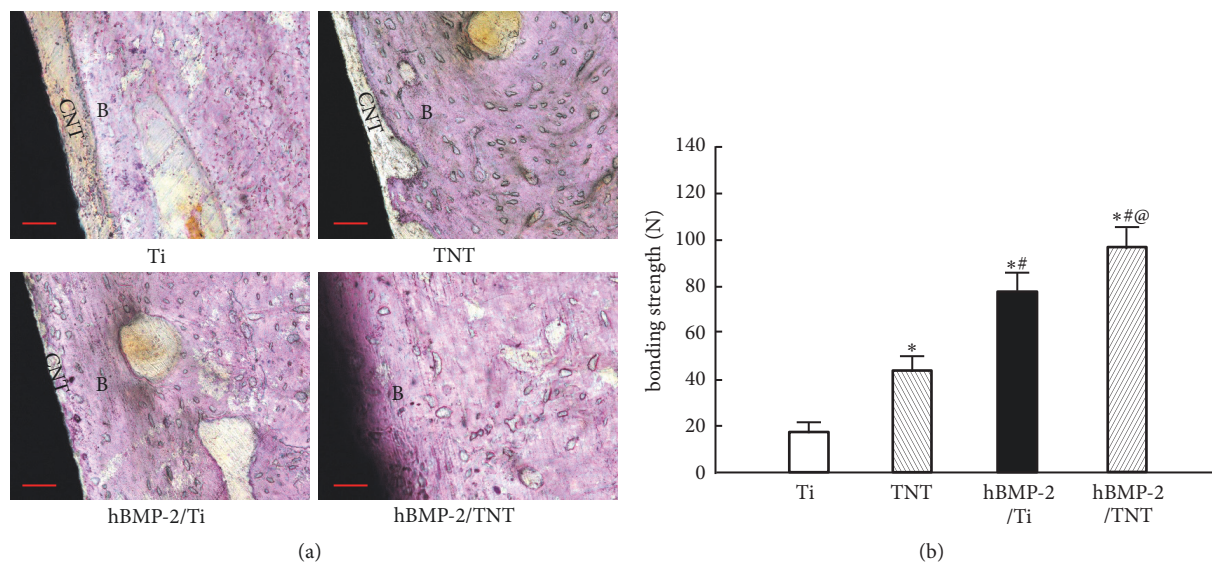 CNT
B
Ti
CNT
B
TNT
CNT
B
hBMP-2/Ti
B
hBMP-2/TNT
(a)
bonding strength (N)
140
120
100
80
60
40
20
0
*
*#
*#@
Ti
TNT
hBMP-2
/Ti
hBMP-2
/TNT
(b)